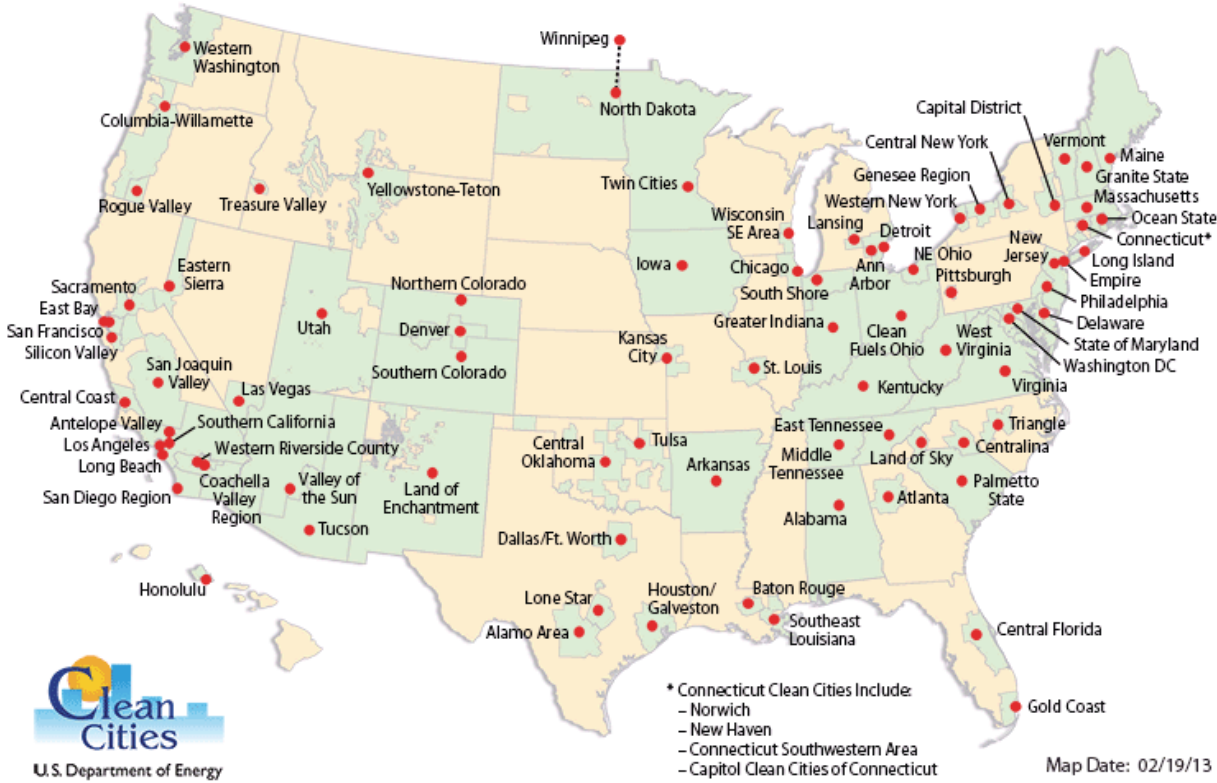 Winnipeg
Western
Washington
North Dakota
Columbia-Willamette
Capital District
Central New York
Vermont
Maine
Genesee Region
Granite State
Twin Cities
Yellowstone-Teton
Rogue Valley
Treasure Valley
Western New York
Massachusetts
Wisconsin
SE Area
Lansing
Ocean State
Detroit
Connecticut*
New
Jersey
NE Ohio
Long Island
Eastern
Sierra
Iowa
Chicago
Ann
Arbor
Pittsburgh
Empire
Sacramento
Northern Colorado
South Shore
Philadelphia
East Bay
Utah
Denver
Greater Indiana
Clean
Fuels Ohio
West
Virginia
Delaware
San Francisco
Kansas
City
State of Maryland
Silicon Valley
San Joaquin
Valley
Southern Colorado
St. Louis
Washington DC
Las Vegas
Kentucky
Virginia
Central Coast
Antelope Valley
Southern California
East Tennessee
Triangle
Los Angeles
Western Riverside County
Central
Oklahoma
Tulsa
Middle
Tennessee
Land of Sky
Centralina
Long Beach
Arkansas
Coachella
Valley
Region
Valley of
the Sun
Land of
Enchantment
Palmetto
State
San Diego Region
Atlanta
Alabama
Tucson
Dallas/Ft. Worth
Honolulu
Lone Star
Houston/
Galveston
Baton Rouge
Alamo Area
Southeast
Louisiana
Central Florida
Gold Coast
* Connecticut Clean Cities Include:
– Norwich
– New Haven
– Connecticut Southwestern Area
– Capitol Clean Cities of Connecticut
Clean
Cities
U.S. Department of Energy
Map Date: 02/19/13